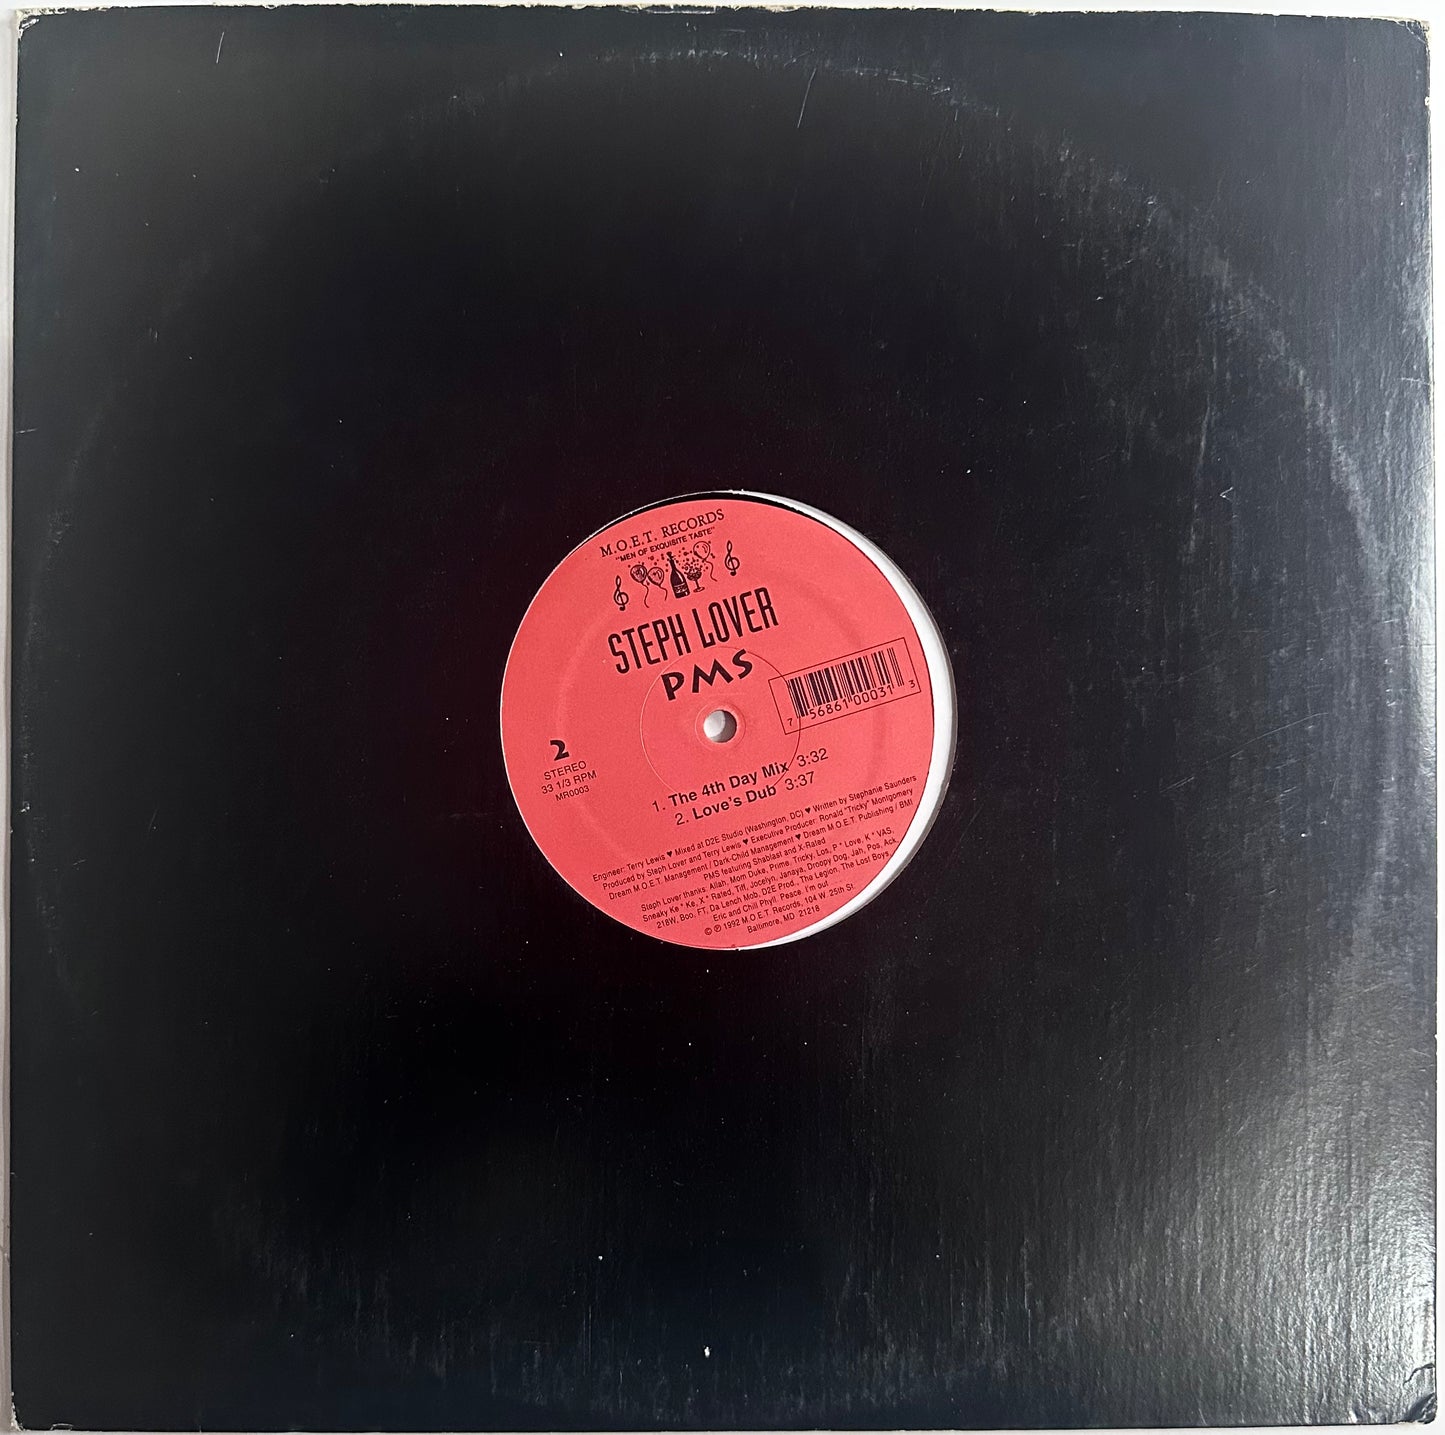 M.O.E.T. RECORDS
"MEN OF EXQUISITE TASTE"
STEPH LOVER
PMS
7 56861 00031 3
2
STEREO
33 1/3 RPM
MR0003
1. The 4th Day Mix 3:32
2. Love's Dub 3:37
Engineer: Terry Lewis ♥ Mixed at D2E Studio (Washington, DC) ♥ Written by Stephanie Saunders
Produced by Steph Lover and Terry Lewis ♥ Executive Producer: Ronald "Tricky" Montgomery
Dream M.O.E.T. Management / Dark-Child Management ♥ Dream M.O.E.T. Publishing / BMI
PMS featuring Shablast and X-Rated
Steph Lover thanks: Allah, Mom Duke, Prime, Tricky, Los, P * Love, K * VAS,
Sneaky Ke * Ke, X * Rated, Tiff, Jocelyn, Janaya, Droopy Dog, Jah, Pos, Ack,
218W, Boo, FT, Da Lench Mob, D2E Prod., Tha Legion, The Lost Boys,
Eric and Chill Phyll. Peace. I'm out
© ℗ 1992 M.O.E.T. Records, 104 W. 25th St.
Baltimore, MD 21218